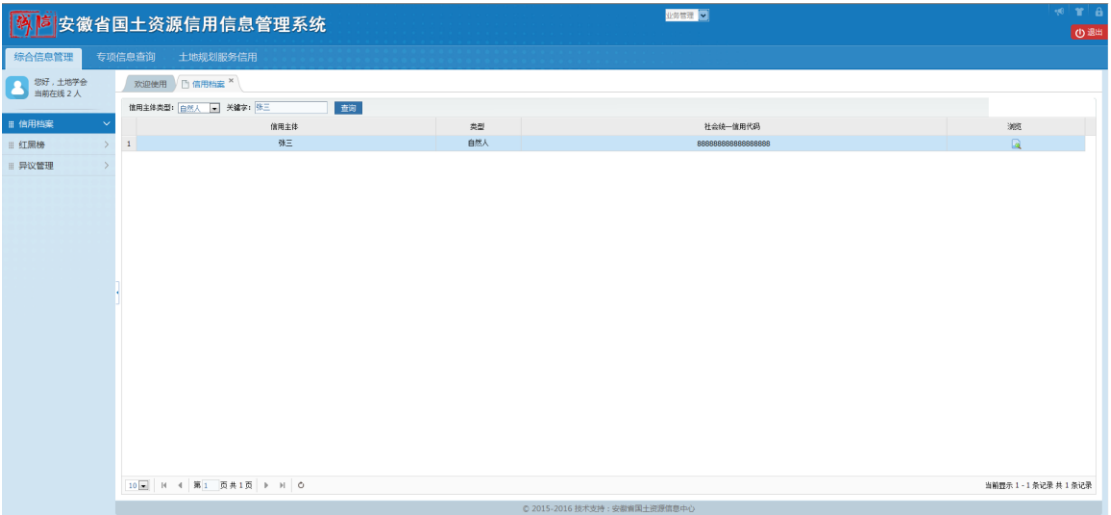 诚信 安徽省国土资源信用信息管理系统
业务管理
退出
综合信息管理 专项信息查询 土地规划服务信用
您好，土地学会
当前在线 2 人
欢迎使用 信用档案 ×
信用主体类型: 自然人 关键字: 张三 查询
信用档案
红黑榜
异议管理
信用主体 类型 社会统一信用代码 浏览
1 张三 自然人
10 第 1 页 共 1 页
当前显示 1 - 1 条记录 共 1 条记录
© 2015-2016 技术支持：安徽省国土资源信息中心